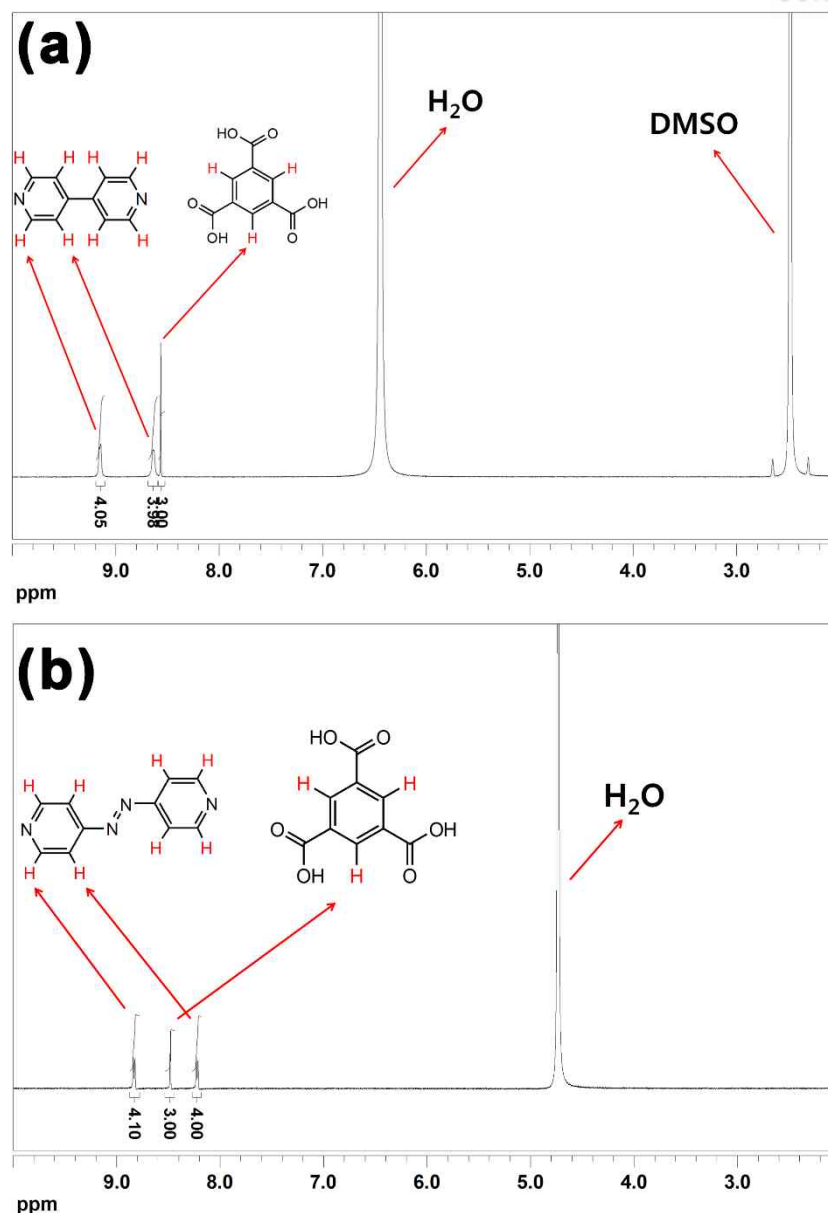 (a)
H2O
DMSO
HO O
H H
H H H H
N N
O OH
OH H O
H H H H
4.05
3.98
3.00
9.0 8.0 7.0 6.0 5.0 4.0 3.0
ppm
(b)
HO O
H H
H H H H
N N N N
O OH
H H H H
OH O
H2O
4.10
3.00
4.00
9.0 8.0 7.0 6.0 5.0 4.0 3.0
ppm